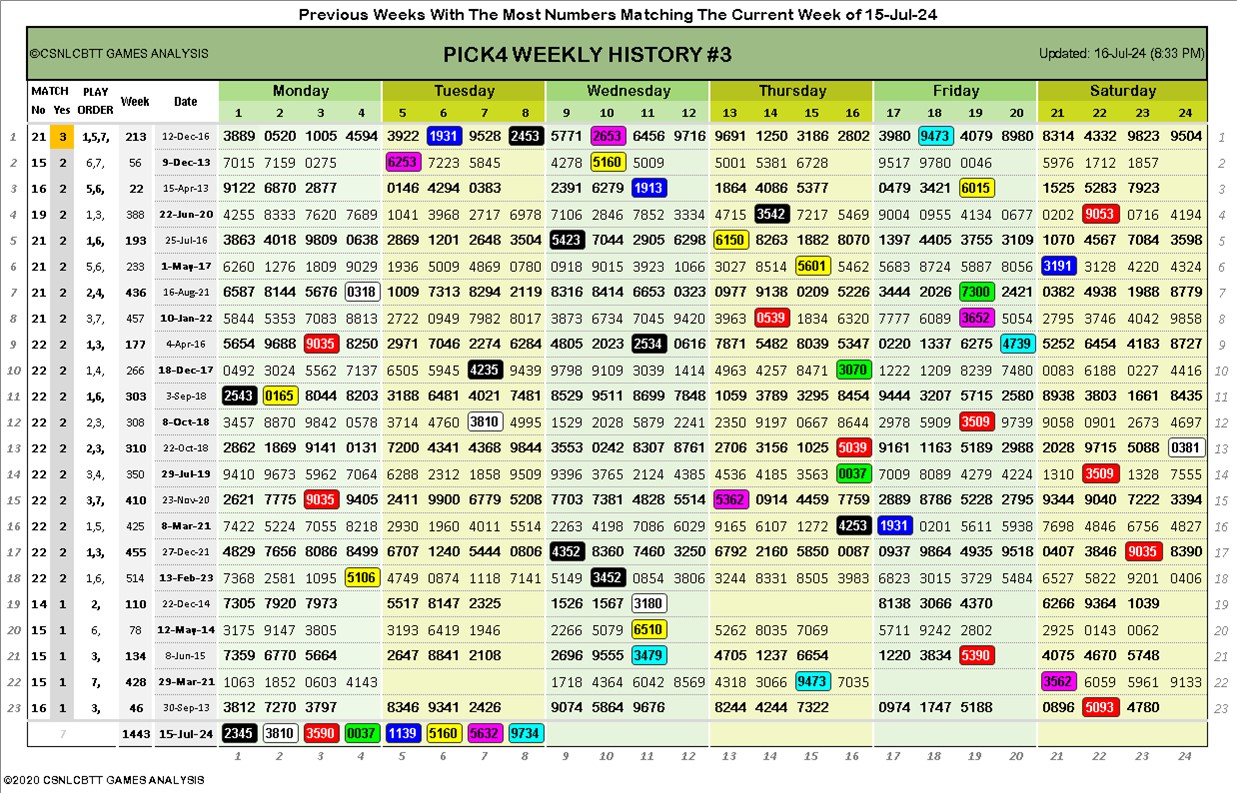 Previous Weeks With The Most Numbers Matching The Current Week of 15-Jul-24
©CSNLCBTT GAMES ANALYSIS PICK4 WEEKLY HISTORY #3 Updated: 16-Jul-24 (8:33 PM)
MATCH PLAY Week Date Monday Tuesday Wednesday Thursday Friday Saturday
No Yes ORDER 1 2 3 4 5 6 7 8 9 10 11 12 13 14 15 16 17 18 19 20 21 22 23 24
1 21 3 1,5,7, 213 12-Dec-16 3889 0520 1005 4594 3922 1931 9528 2453 5771 2653 6456 9716 9691 1250 3186 2802 3980 9473 4079 8980 8314 4332 9823 9504 1
2 15 2 6,7, 56 9-Dec-13 7015 7159 0275 6253 7223 5845 4278 5160 5009 5001 5381 6728 9517 9780 0046 5976 1712 1857 2
3 16 2 5,6, 22 15-Apr-13 9122 6870 2877 0146 4294 0383 2391 6279 1913 1864 4086 5377 0479 3421 6015 1525 5283 7923 3
4 19 2 1,3, 388 22-Jun-20 4255 8333 7620 7689 1041 3968 2717 6978 7106 2846 7852 3334 4715 3542 7217 5469 9004 0955 4134 0677 0202 9053 0716 4194 4
5 21 2 1,6, 193 25-Jul-16 3863 4018 9809 0638 2869 1201 2648 3504 5423 7044 2905 6298 6150 8263 1882 8070 1397 4405 3755 3109 1070 4567 7084 3598 5
6 21 2 5,6, 233 1-May-17 6260 1276 1809 9029 1936 5009 4869 0780 0918 9015 3923 1066 3027 8514 5601 5462 5683 8724 5887 8056 3191 3128 4220 4324 6
7 21 2 2,4, 436 16-Aug-21 6587 8144 5676 0318 1009 7313 8294 2119 8316 8414 6653 0323 0977 9138 0209 5226 3444 2026 7300 2421 0382 4938 1988 8779 7
8 21 2 3,7, 457 10-Jan-22 5844 5353 7083 8813 2722 0949 7982 8017 3873 6734 7045 9420 3963 0539 1834 6320 7777 6089 3652 5054 2795 3746 4042 9858 8
9 22 2 1,3, 177 4-Apr-16 5654 9688 9035 8250 2971 7046 2274 6284 4805 2023 2534 0616 7871 5482 8039 5347 0220 1337 6275 4739 5252 6454 4183 8727 9
10 22 2 1,4, 266 18-Dec-17 0492 3024 5562 7137 6505 5945 4235 9439 9798 9109 3039 1414 4963 4257 8471 3070 1222 1209 8239 7480 0083 6188 0227 4416 10
11 22 2 1,6, 303 3-Sep-18 2543 0165 8044 8203 3188 6481 4021 7481 8529 9511 8699 7848 1059 3789 3295 8454 9444 3207 5715 2580 8938 3803 1661 8435 11
12 22 2 2,3, 308 8-Oct-18 3457 8870 9842 0578 3714 4760 3810 4995 1529 2028 5879 2241 2350 9197 0667 8644 2298 5798 3509 9739 9058 0901 2673 4697 12
13 22 2 2,3, 310 22-Oct-18 2862 1869 9141 0131 7200 4341 4368 9844 3553 0242 8307 8761 2706 3156 1025 5039 9161 1163 5189 2988 2028 9715 5088 0381 13
14 22 2 3,4, 350 29-Jul-19 9410 9673 5962 7064 6288 2312 1858 9509 9396 3765 2124 4385 4536 4185 3563 0037 7009 8089 4279 4224 1310 3509 1328 7555 14
15 22 2 3,7, 410 23-Nov-20 2621 7775 9035 9405 2411 9900 6779 5208 7703 7381 4828 5514 5362 0914 4459 7759 2889 8786 5228 2795 9344 9040 7222 3394 15
16 22 2 1,5, 425 8-Mar-21 7422 5224 7055 8218 2930 1960 4011 5514 2263 4198 7086 6029 9165 6107 1272 4253 1931 0201 5611 5938 7698 4846 6756 4827 16
17 22 2 1,3, 455 27-Dec-21 4829 7656 8086 8499 6707 1240 5444 0806 4352 8360 7460 3250 6792 2160 5850 0087 0937 9864 4935 9518 0407 3846 9035 8390 17
18 22 2 1,6, 514 13-Feb-23 7368 2581 1095 5106 4749 0874 1118 7141 5149 3452 0854 3806 3244 8331 8505 3983 6823 3015 3729 5484 6527 5822 9201 0406 18
19 14 1 2, 110 22-Dec-14 7305 7920 7973 5517 8147 2325 1526 1567 3180 8138 3066 4370 6266 9364 1039 19
20 15 1 6, 78 12-May-14 3175 9147 3805 3193 6419 1946 2266 5079 6510 5262 8035 7069 5711 9242 2802 2925 0143 0062 20
21 15 1 3, 134 8-Jun-15 7359 6770 5664 2647 8841 2108 2696 9555 3479 4705 1237 6654 1220 3834 5390 4075 4670 5748 21
22 15 1 7, 428 29-Mar-21 1063 1852 0603 4143 1718 4364 6042 8569 4318 3066 9473 7035 3562 6059 5961 9133 22
23 16 1 3, 46 30-Sep-13 3812 7270 3797 8346 9341 2426 9074 5864 9676 8244 4244 7322 0974 1747 5188 0896 5093 4780 23
7 1443 15-Jul-24 2345 3810 3590 0037 1139 5160 5632 9734
1 2 3 4 5 6 7 8 9 10 11 12 13 14 15 16 17 18 19 20 21 22 23 24
©2020 CSNLCBTT GAMES ANALYSIS